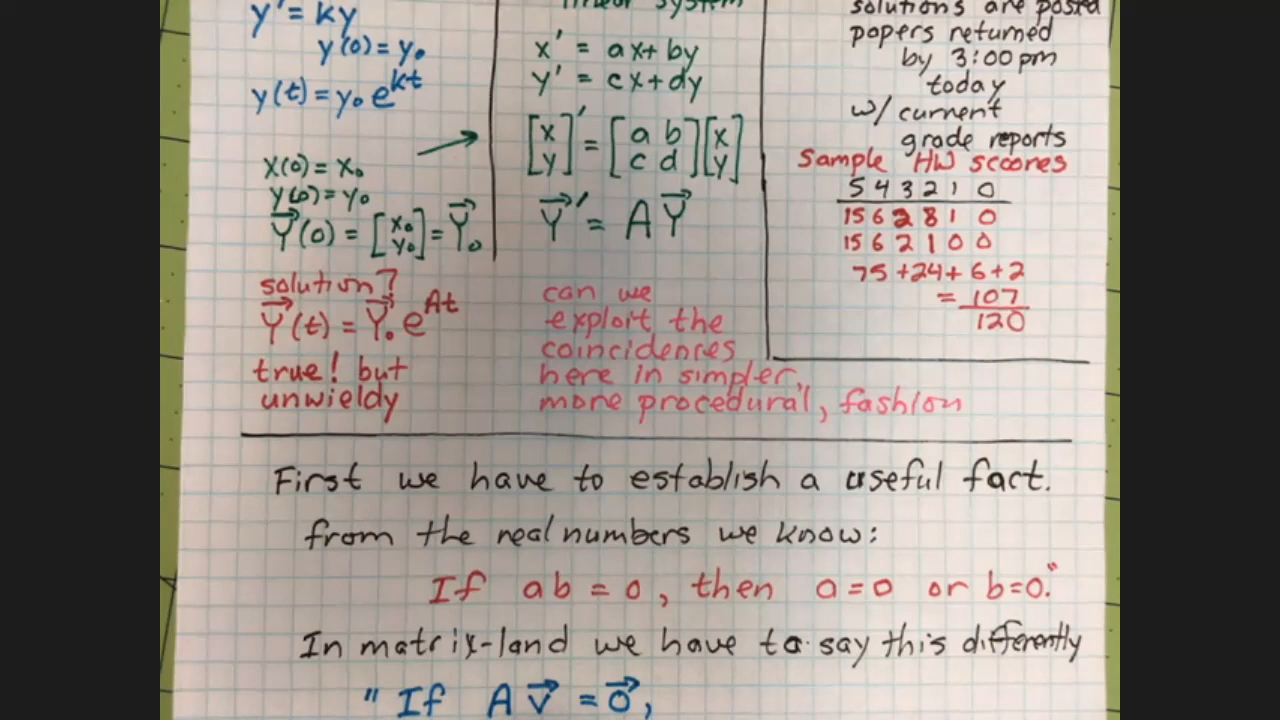 y' = ky
y(0) = y₀
y(t) = y₀ e^{kt}
x(0) = x₀
y(0) = y₀
Y⃗(0) = [x₀ y₀] = Y⃗₀
solution?
Y⃗(t) = Y⃗₀ e^{At}
true! but
unwieldy
linear system
x' = ax + by
y' = cx + dy
[x y]' = [a b c d] [x y]
Y⃗' = A Y⃗
can we
exploit the
coincidences
here in simpler,
more procedural, fashion
solutions are posted
papers returned
by 3:00 pm
today
w/ current
grade reports
Sample HW scores
5 4 3 2 1 0
15 6 2 8 1 0
15 6 2 1 0 0
75 + 24 + 6 + 2
= 107
120
First we have to establish a useful fact.
from the real numbers we know:
If ab = 0, then a = 0 or b = 0."
In matrix-land we have to say this differently
" If A v⃗ = 0⃗,